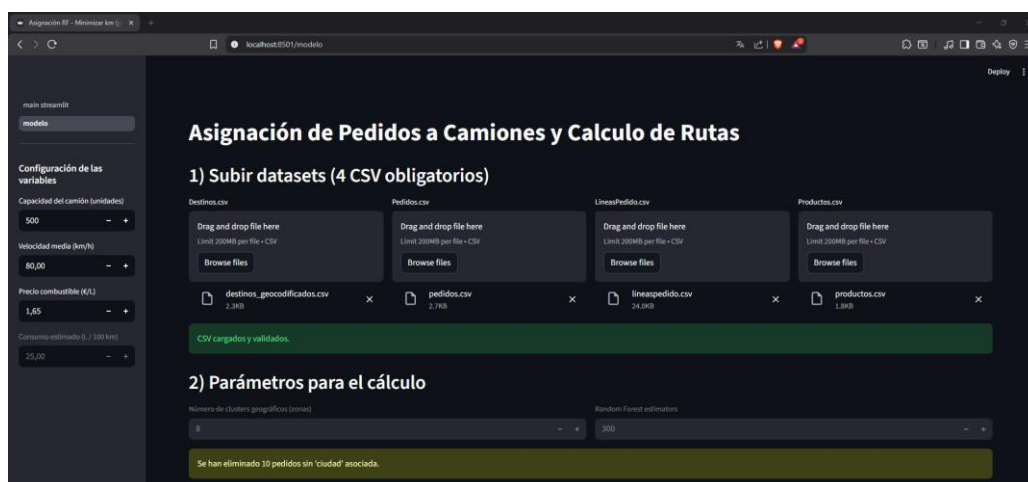 Asignación RF - Minimizar km (
localhost:8501/modelo
Deploy
main streamlit
modelo
Configuración de las
variables
Capacidad del camión (unidades)
500
Velocidad media (km/h)
80,00
Precio combustible (€/L)
1,65
Consumo estimado (L / 100 km)
25,00
Asignación de Pedidos a Camiones y Calculo de Rutas
1) Subir datasets (4 CSV obligatorios)
Destinos.csv
Drag and drop file here
Limit 200MB per file • CSV
Browse files
destinos_geocodificados.csv
2.3KB
Pedidos.csv
Drag and drop file here
Limit 200MB per file • CSV
Browse files
pedidos.csv
2.7KB
LineasPedido.csv
Drag and drop file here
Limit 200MB per file • CSV
Browse files
lineaspedido.csv
24.0KB
Productos.csv
Drag and drop file here
Limit 200MB per file • CSV
Browse files
productos.csv
1.8KB
CSV cargados y validados.
2) Parámetros para el cálculo
Número de clusters geográficos (zonas)
8
Random Forest estimators
300
Se han eliminado 10 pedidos sin 'ciudad' asociada.